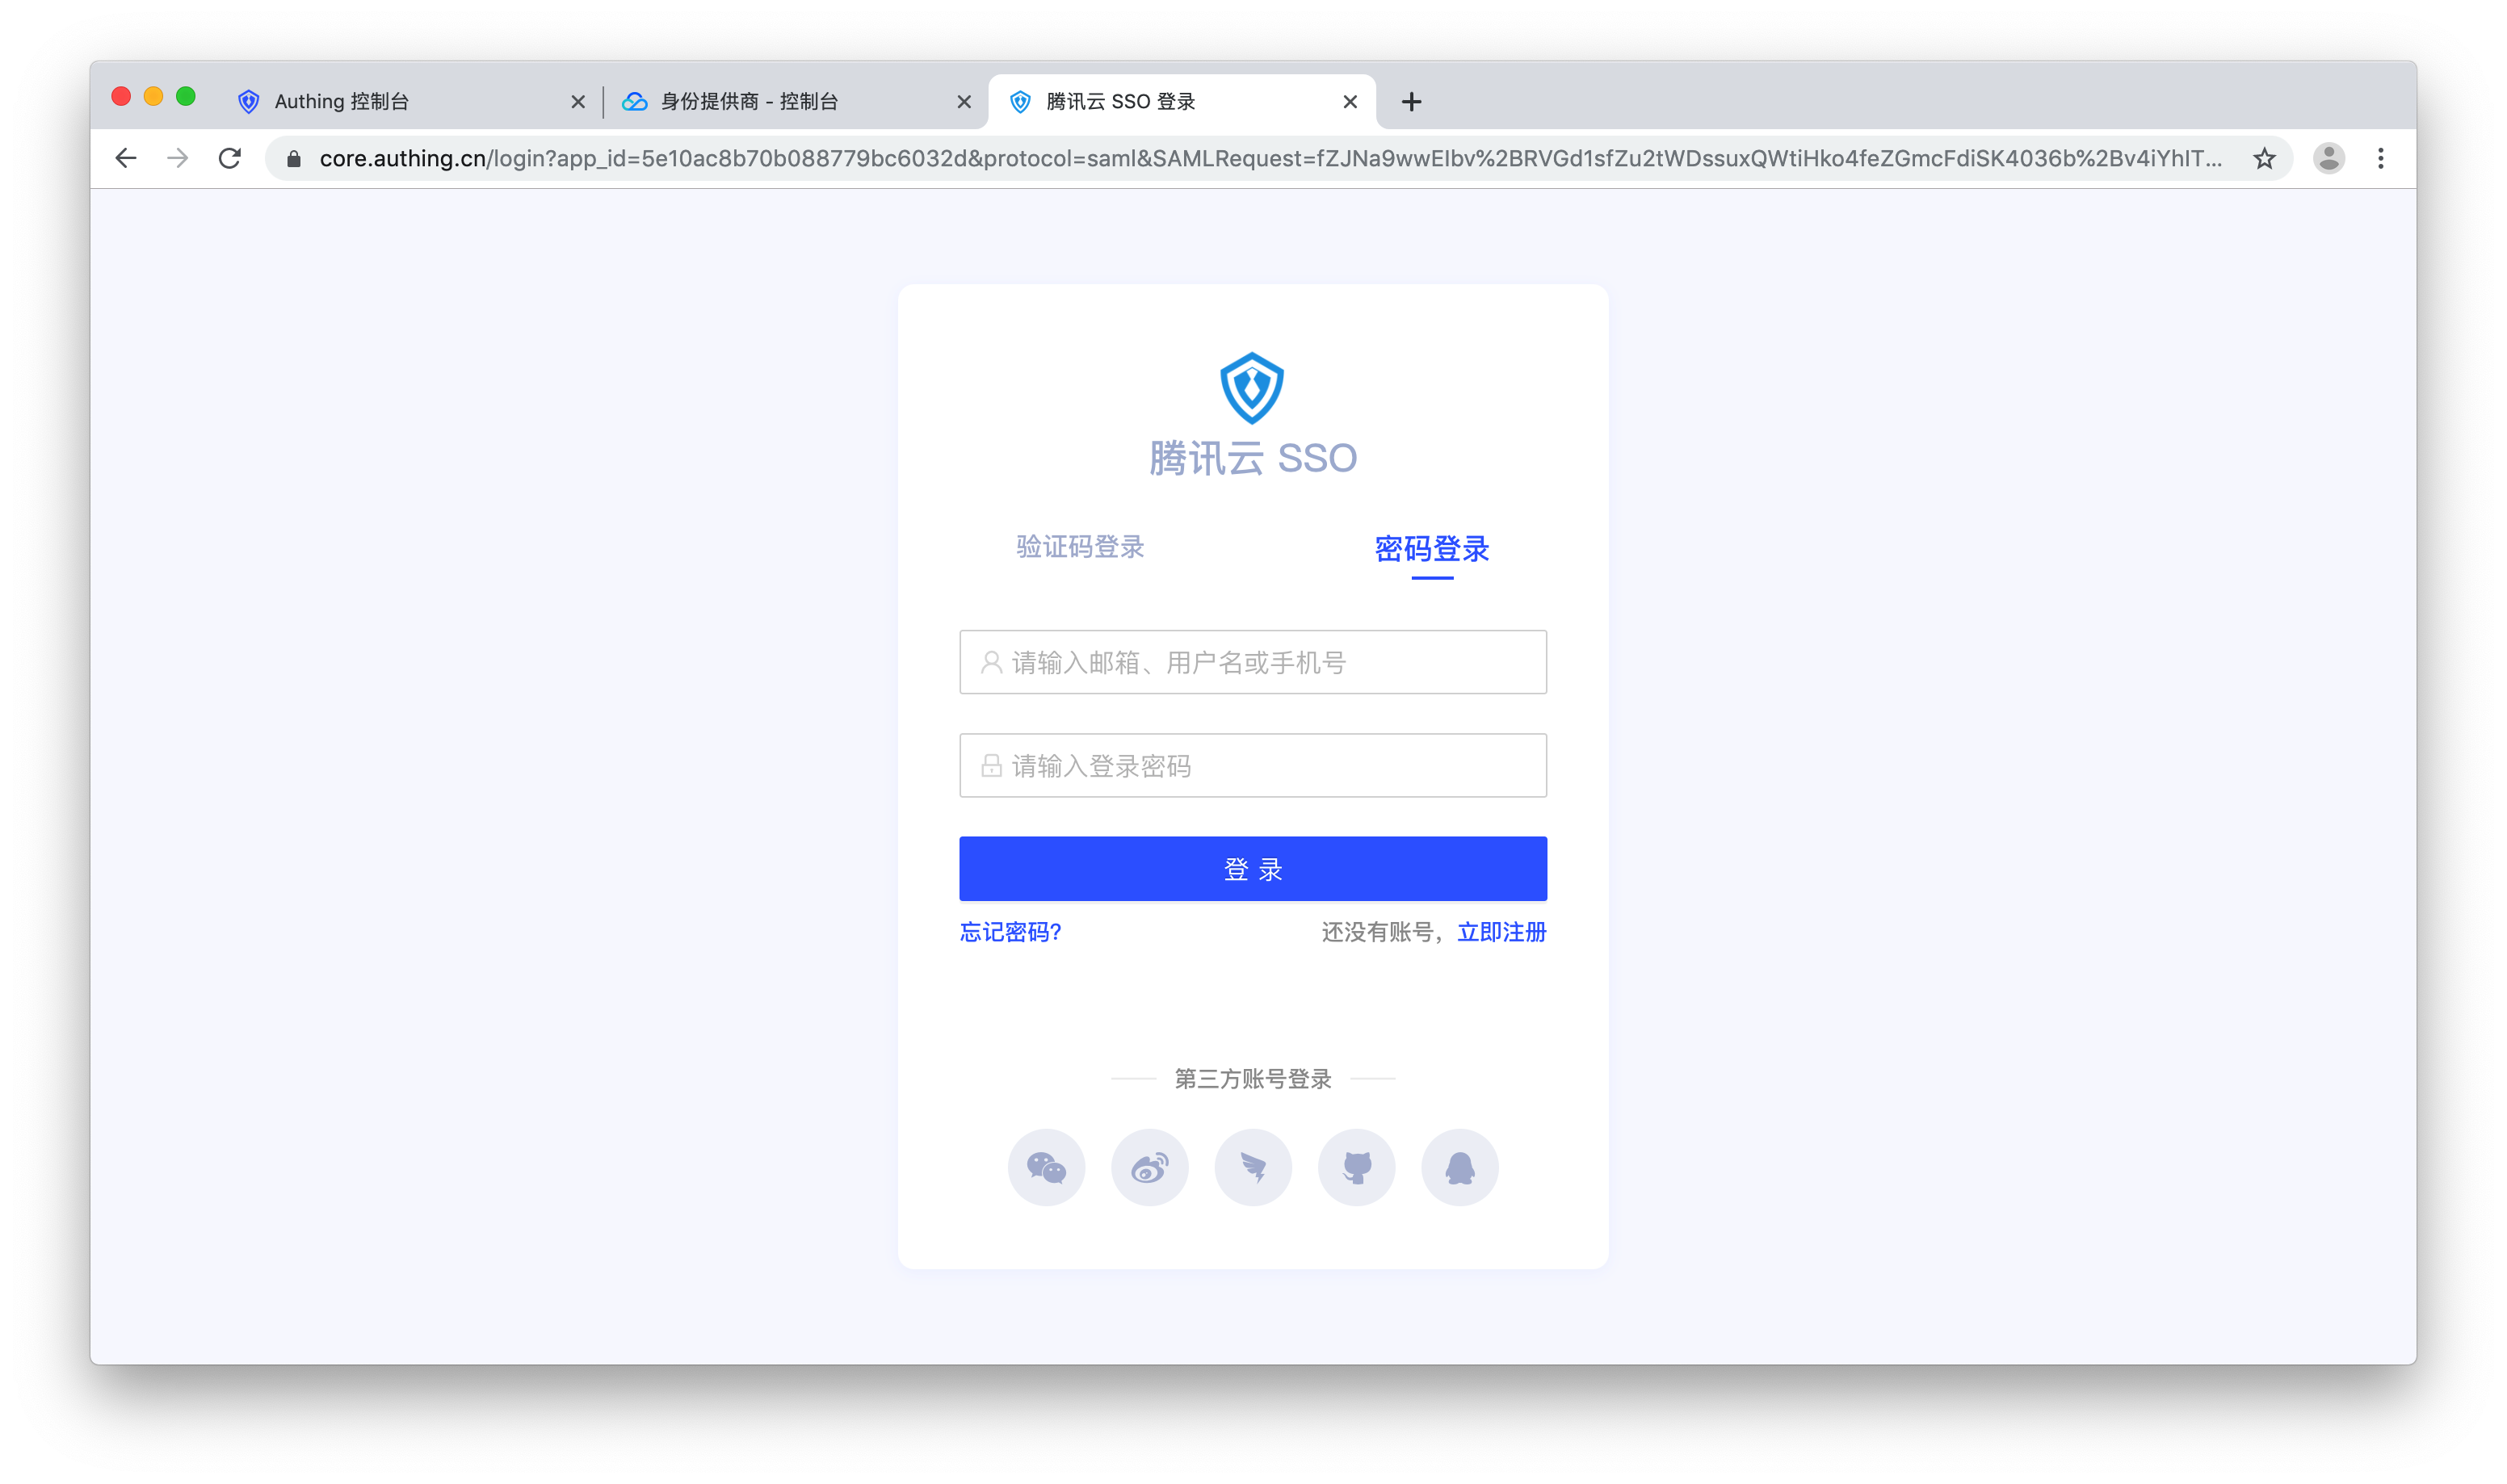 Authing 控制台
身份提供商 - 控制台
腾讯云 SSO 登录
core.authing.cn/login?app_id=5e10ac8b70b088779bc6032d&protocol=saml&SAMLRequest=fZJNa9wwEIbv%2BRVGd1sfZu2tWDssuxQWtiHko4feZGmcFdiSK4036b%2Bv4iYhIT...
腾讯云 SSO
验证码登录
密码登录
请输入邮箱、用户名或手机号
请输入登录密码
登 录
忘记密码?
还没有账号，立即注册
第三方账号登录